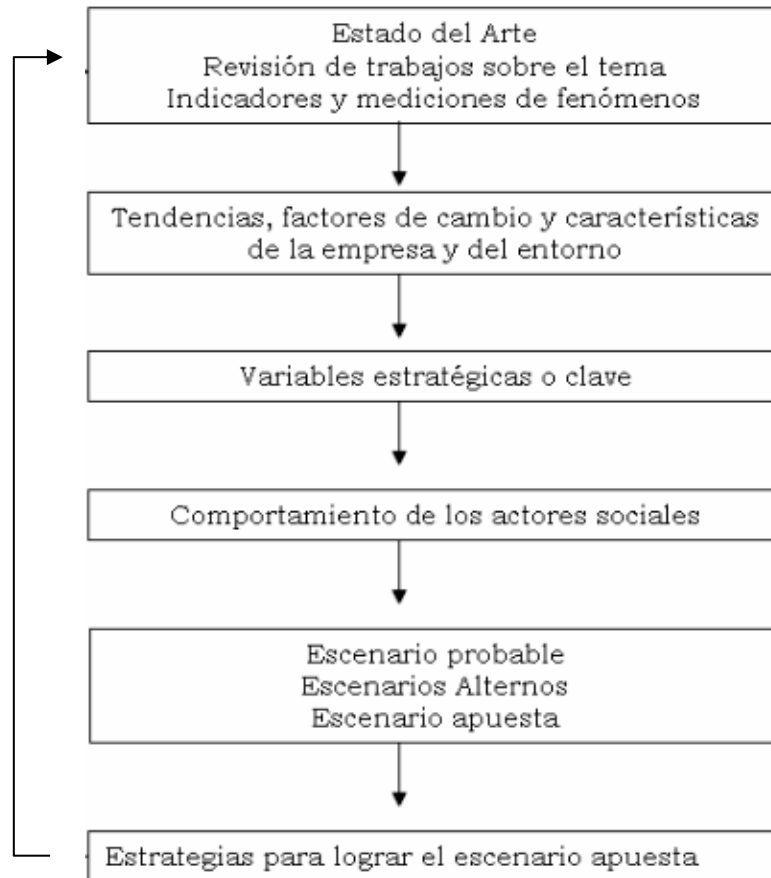 Estado del Arte
Revisión de trabajos sobre el tema
Indicadores y mediciones de fenómenos
Tendencias, factores de cambio y características
de la empresa y del entorno
Variables estratégicas o clave
Comportamiento de los actores sociales
Escenario probable
Escenarios Alternos
Escenario apuesta
Estrategias para lograr el escenario apuesta